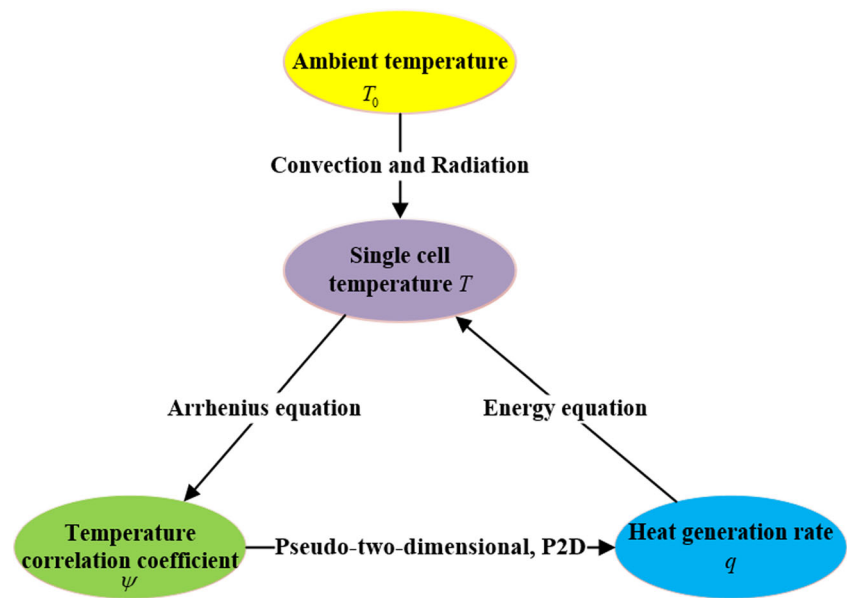 Ambient temperature
T₀
Convection and Radiation
Single cell
temperature T
Arrhenius equation
Energy equation
Temperature
correlation coefficient
ψ
Pseudo-two-dimensional, P2D
Heat generation rate
q